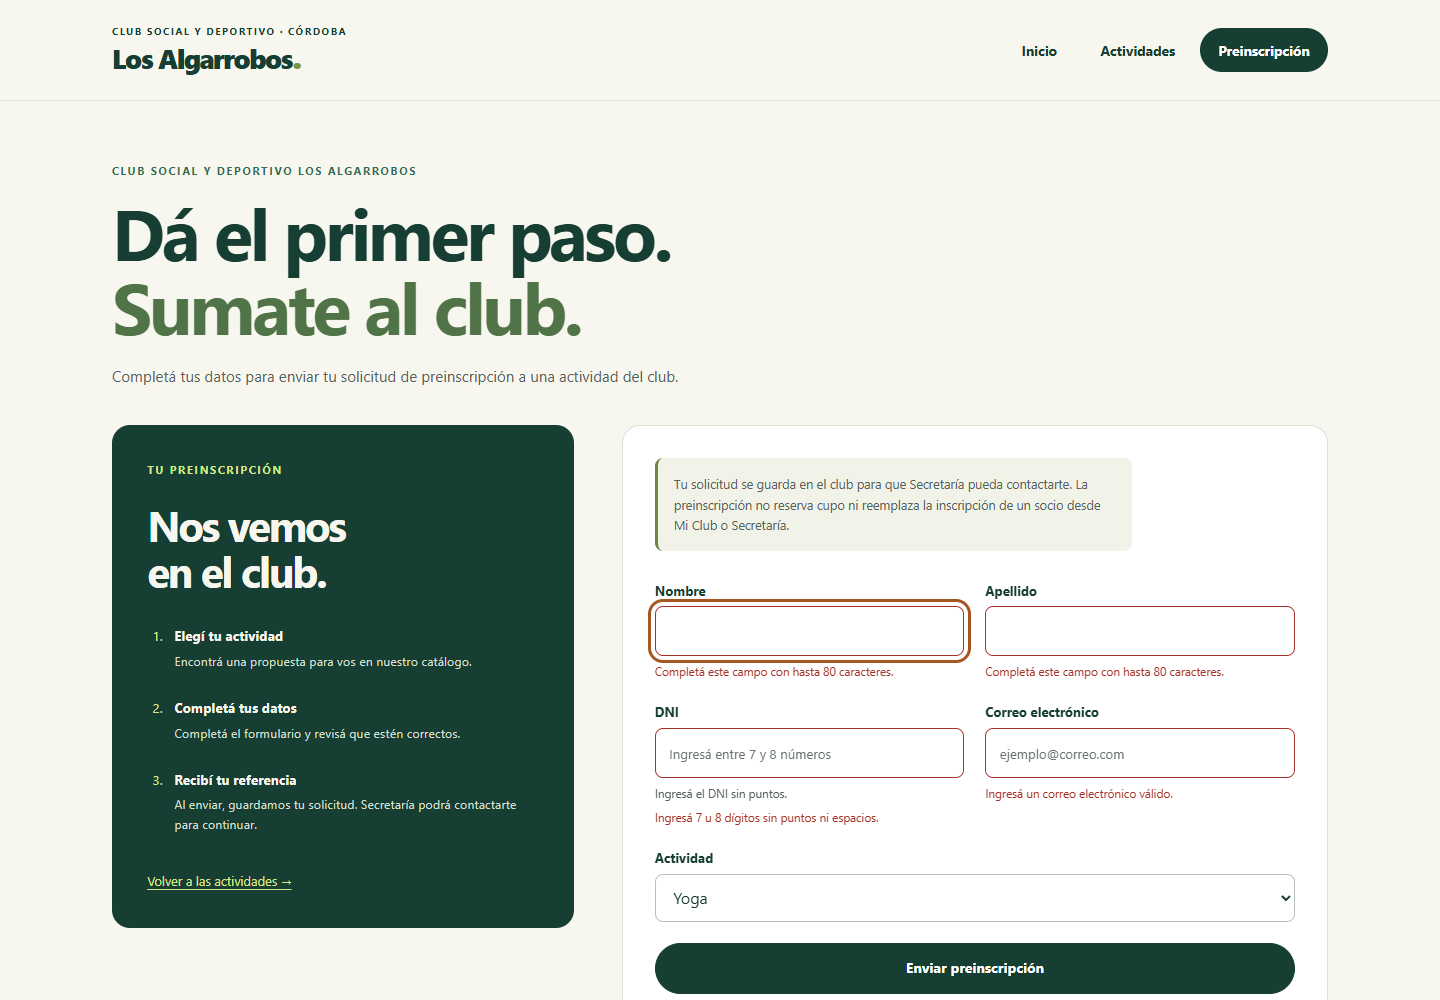 CLUB SOCIAL Y DEPORTIVO · CÓRDOBA
Los Algarrobos.
Inicio
Actividades
Preinscripción
CLUB SOCIAL Y DEPORTIVO LOS ALGARROBOS
Dá el primer paso.
Sumate al club.
Completá tus datos para enviar tu solicitud de preinscripción a una actividad del club.
TU PREINSCRIPCIÓN
Nos vemos
en el club.
1. Elegí tu actividad
Encontrá una propuesta para vos en nuestro catálogo.
2. Completá tus datos
Completá el formulario y revisá que estén correctos.
3. Recibí tu referencia
Al enviar, guardamos tu solicitud. Secretaría podrá contactarte
para continuar.
Volver a las actividades →
Tu solicitud se guarda en el club para que Secretaría pueda contactarte. La
preinscripción no reserva cupo ni reemplaza la inscripción de un socio desde
Mi Club o Secretaría.
Nombre
Completá este campo con hasta 80 caracteres.
Apellido
Completá este campo con hasta 80 caracteres.
DNI
Ingresá entre 7 y 8 números
Ingresá el DNI sin puntos.
Ingresá 7 u 8 dígitos sin puntos ni espacios.
Correo electrónico
ejemplo@correo.com
Ingresá un correo electrónico válido.
Actividad
Yoga
Enviar preinscripción